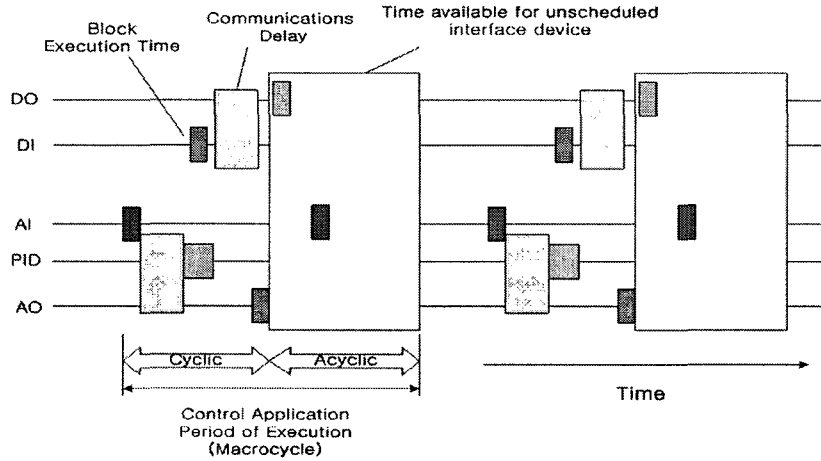 Block
Execution Time
Communications
Delay
Time available for unscheduled
interface device
DO
DI
AI
PID
AO
Cyclic
Acyclic
Time
Control Application
Period of Execution
(Macrocycle)